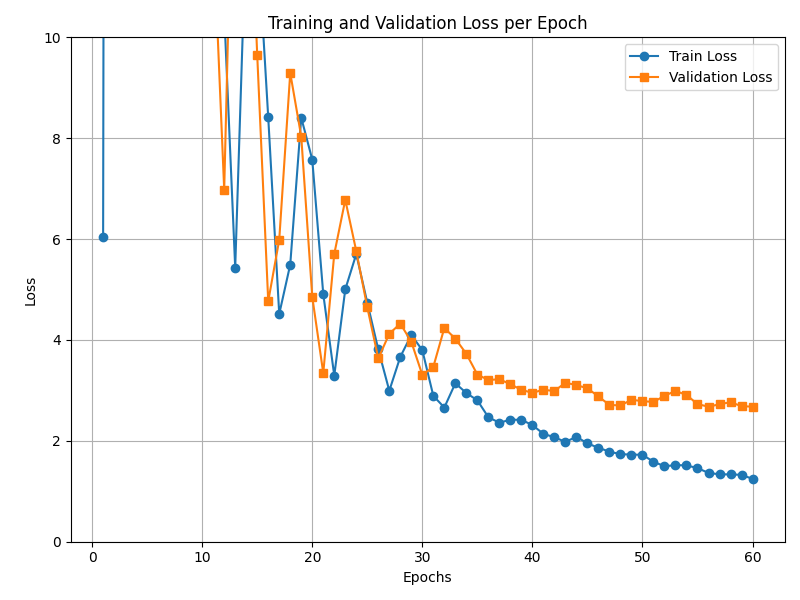 Training and Validation Loss per Epoch
Train Loss
Validation Loss
10
8
6
4
2
0
Loss
0 10 20 30 40 50 60
Epochs